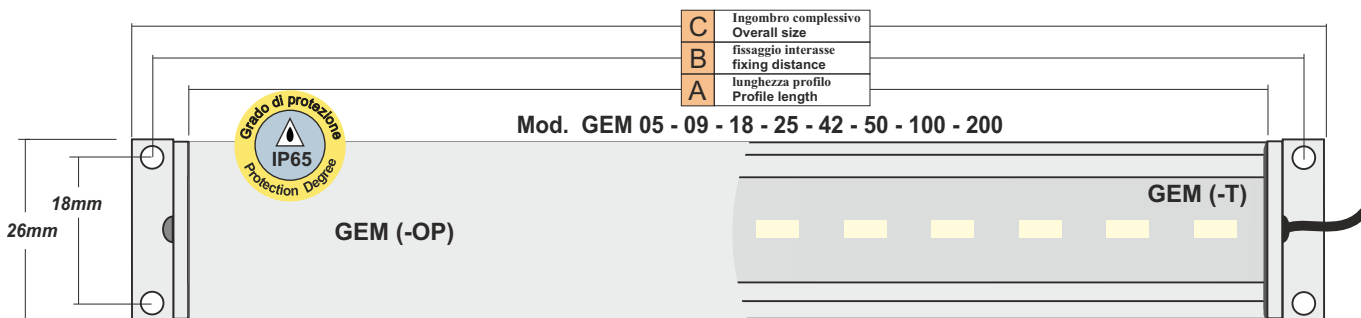 C Ingombro complessivo
Overall size
B fissaggio interasse
fixing distance
A lunghezza profilo
Profile length
Mod. GEM 05 - 09 - 18 - 25 - 42 - 50 - 100 - 200
Grado di protezione
IP65
Protection Degree
GEM (-T)
18mm
26mm
GEM (-OP)